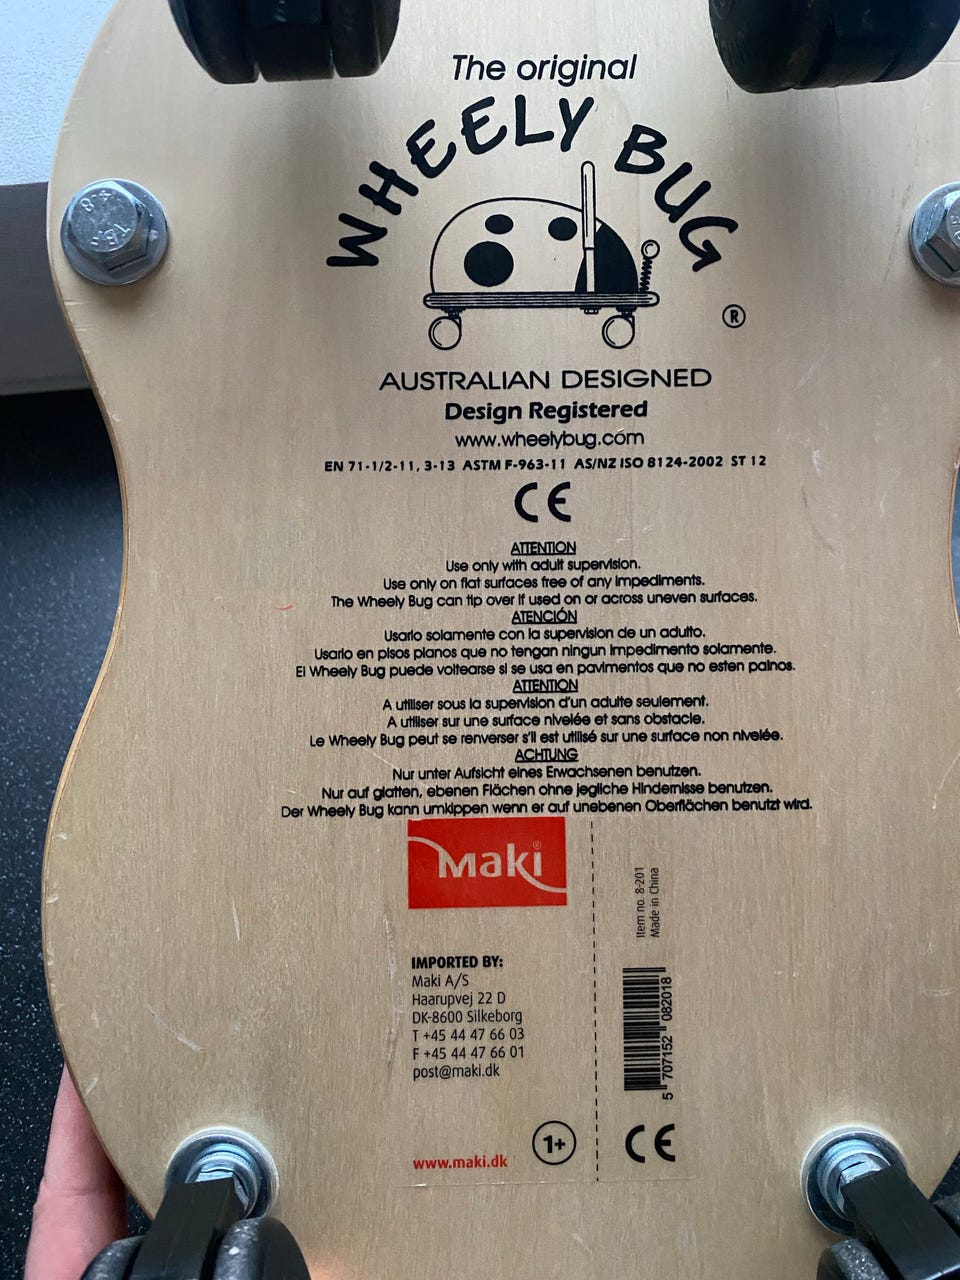 The original
WHEELY BUG
®
AUSTRALIAN DESIGNED
Design Registered
www.wheelybug.com
EN 71-1/2-11, 3-13 ASTM F-963-11 AS/NZ ISO 8124-2002 ST 12
CE
ATTENTION
Use only with adult supervision.
Use only on flat surfaces free of any impediments.
The Wheely Bug can tip over if used on or across uneven surfaces.
ATENCIÓN
Usarlo solamente con la supervision de un adulto.
Usarlo en pisos planos que no tengan ningun impedimento solamente.
El Wheely Bug puede voltearse si se usa en pavimentos que no esten palnos.
ATTENTION
A utiliser sous la supervision d'un adulte seulement.
A utiliser sur une surface nivelée et sans obstacle.
Le Wheely Bug peut se renverser s'il est utilisé sur une surface non nivelée.
ACHTUNG
Nur unter Aufsicht eines Erwachsenen benutzen.
Nur auf glatten, ebenen Flächen ohne jegliche Hindernisse benutzen.
Der Wheely Bug kann umkippen wenn er auf unebenen Oberflächen benutzt wird.
Maki®
IMPORTED BY:
Maki A/S
Haarupvej 22 D
DK-8600 Silkeborg
T +45 44 47 66 03
F +45 44 47 66 01
post@maki.dk
www.maki.dk
1+
Item no. 8-201
Made in China
5 707152 082018
CE